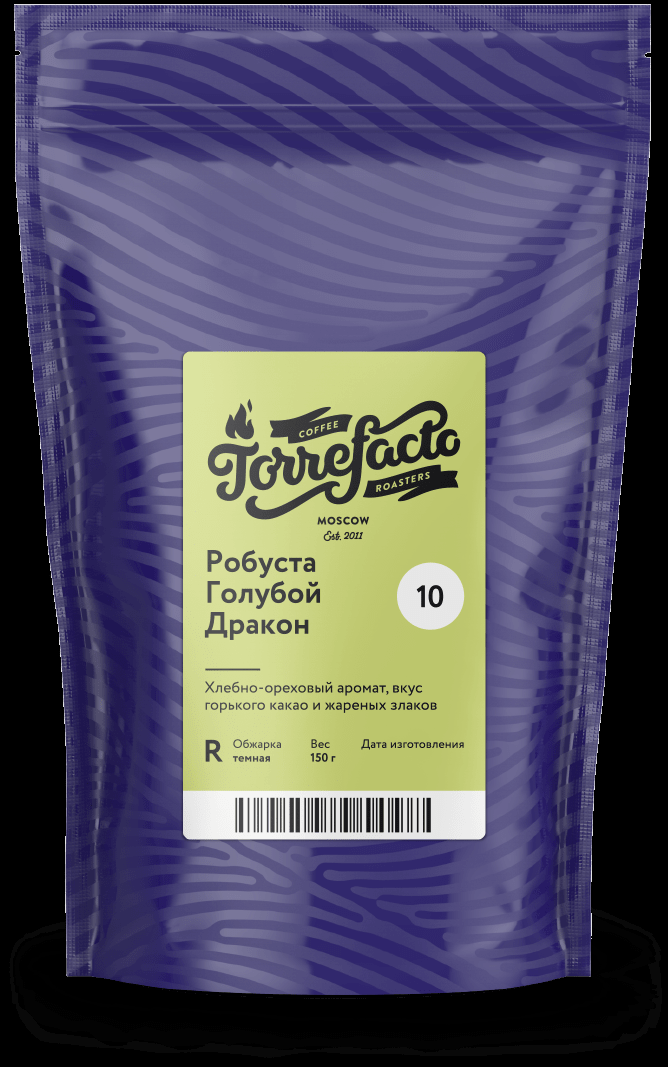 COFFEE
Torrefacto
ROASTERS
MOSCOW
Est. 2011
Робуста
Голубой
Дракон
10
Хлебно-ореховый аромат, вкус
горького какао и жареных злаков
R Обжарка Вес Дата изготовления
темная 150 г